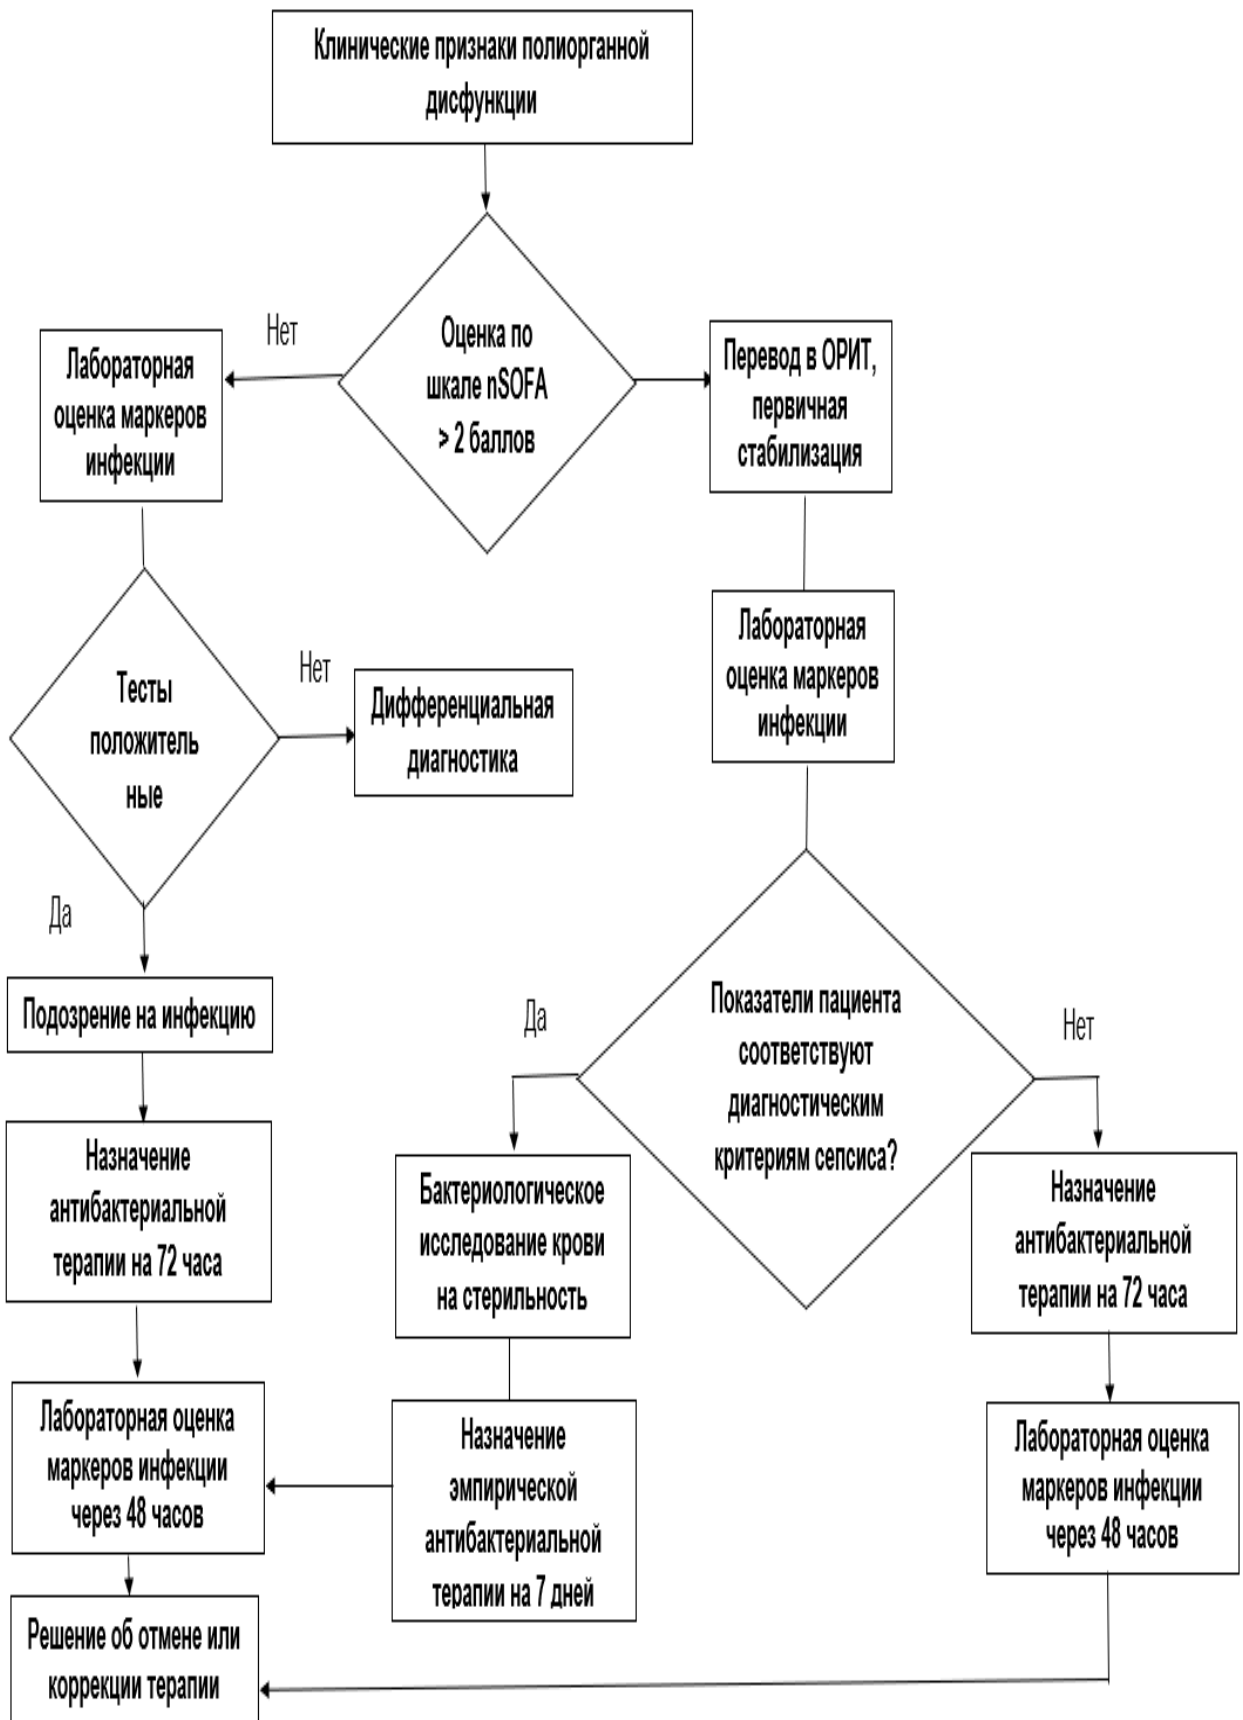 Клинические признаки полиорганной
дисфункции
Нет
Оценка по
шкале nSOFA
> 2 баллов
Лабораторная
оценка маркеров
инфекции
Перевод в ОРИТ,
первичная
стабилизация
Лабораторная
оценка маркеров
инфекции
Тесты
положитель
ные
Нет
Дифференциальная
диагностика
Да
Подозрение на инфекцию
Назначение
антибактериальной
терапии на 72 часа
Лабораторная оценка
маркеров инфекции
через 48 часов
Решение об отмене или
коррекции терапии
Показатели пациента
соответствуют
диагностическим
критериям сепсиса?
Да
Бактериологическое
исследование крови
на стерильность
Назначение
эмпирической
антибактериальной
терапии на 7 дней
Нет
Назначение
антибактериальной
терапии на 72 часа
Лабораторная оценка
маркеров инфекции
через 48 часов